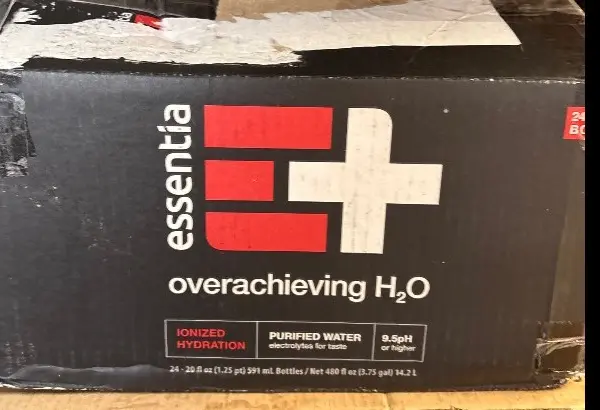 essentia
E+
overachieving H₂O
IONIZED
HYDRATION
PURIFIED WATER
electrolytes for taste
9.5pH
or higher
24 - 20 fl oz (1.25 pt) 591 mL Bottles / Net 480 fl oz (3.75 gal) 14.2 L
24